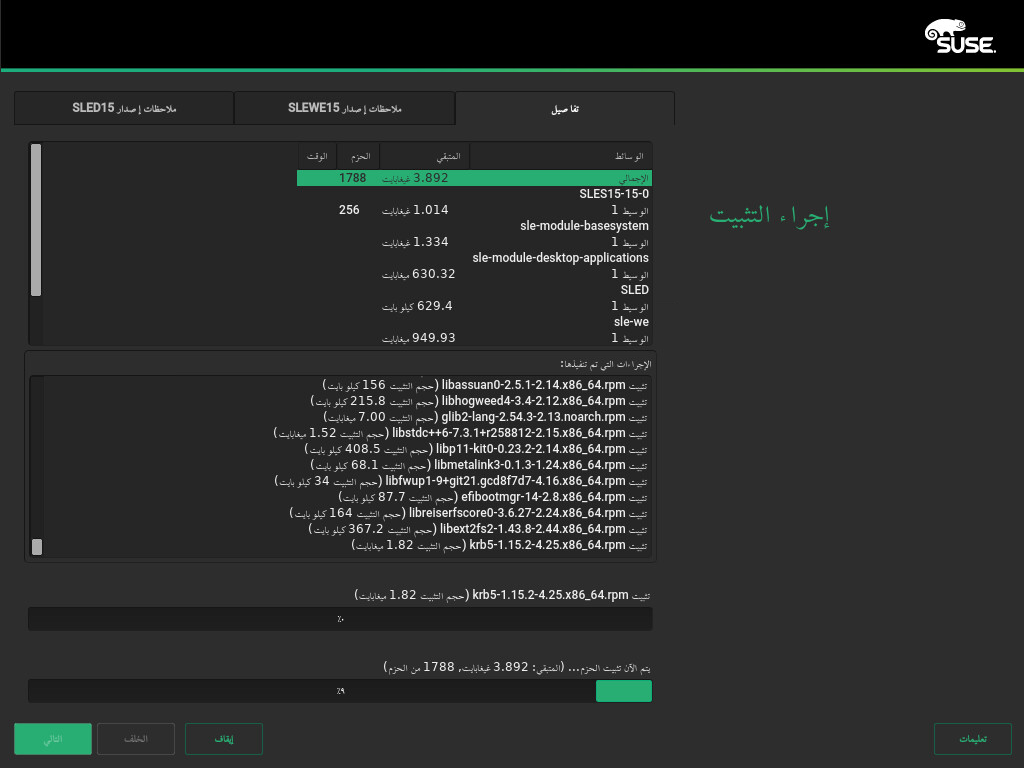 SUSE.
تفاصيل
ملاحظات إصدار SLEWE15
ملاحظات إصدار SLED15
إجراء التثبيت
الوسائط المتبقي الحزم الوقت
الإجمالي 3.892 غيغابايت 1788
SLES15-15-0
الوسيط 1 1.014 غيغابايت 256
sle-module-basesystem
الوسيط 1 1.334 غيغابايت
sle-module-desktop-applications
الوسيط 1 630.32 ميغابايت
SLED
الوسيط 1 629.4 كيلو بايت
sle-we
الوسيط 1 949.93 ميغابايت
الإجراءات التي تم تنفيذها:
تثبيت libassuan0-2.5.1-2.14.x86_64.rpm (حجم التثبيت 156 كيلو بايت)
تثبيت libhogweed4-3.4-2.12.x86_64.rpm (حجم التثبيت 215.8 كيلو بايت)
تثبيت glib2-lang-2.54.3-2.13.noarch.rpm (حجم التثبيت 7.00 ميغابايت)
تثبيت libstdc++6-7.3.1+r258812-2.15.x86_64.rpm (حجم التثبيت 1.52 ميغابايت)
تثبيت libp11-kit0-0.23.2-2.14.x86_64.rpm (حجم التثبيت 408.5 كيلو بايت)
تثبيت libmetalink3-0.1.3-1.24.x86_64.rpm (حجم التثبيت 68.1 كيلو بايت)
تثبيت libfwup1-9+git21.gcd8f7d7-4.16.x86_64.rpm (حجم التثبيت 34 كيلو بايت)
تثبيت efibootmgr-14-2.8.x86_64.rpm (حجم التثبيت 87.7 كيلو بايت)
تثبيت libreiserfscore0-3.6.27-2.24.x86_64.rpm (حجم التثبيت 164 كيلو بايت)
تثبيت libext2fs2-1.43.8-2.44.x86_64.rpm (حجم التثبيت 367.2 كيلو بايت)
تثبيت krb5-1.15.2-4.25.x86_64.rpm (حجم التثبيت 1.82 ميغابايت)
تثبيت krb5-1.15.2-4.25.x86_64.rpm (حجم التثبيت 1.82 ميغابايت)
٪٠
يتم الآن تثبيت الحزم... (المتبقي: 3.892 غيغابايت, 1788 من الحزم)
٪٩
تعليمات
إيقاف
الخلف
التالي